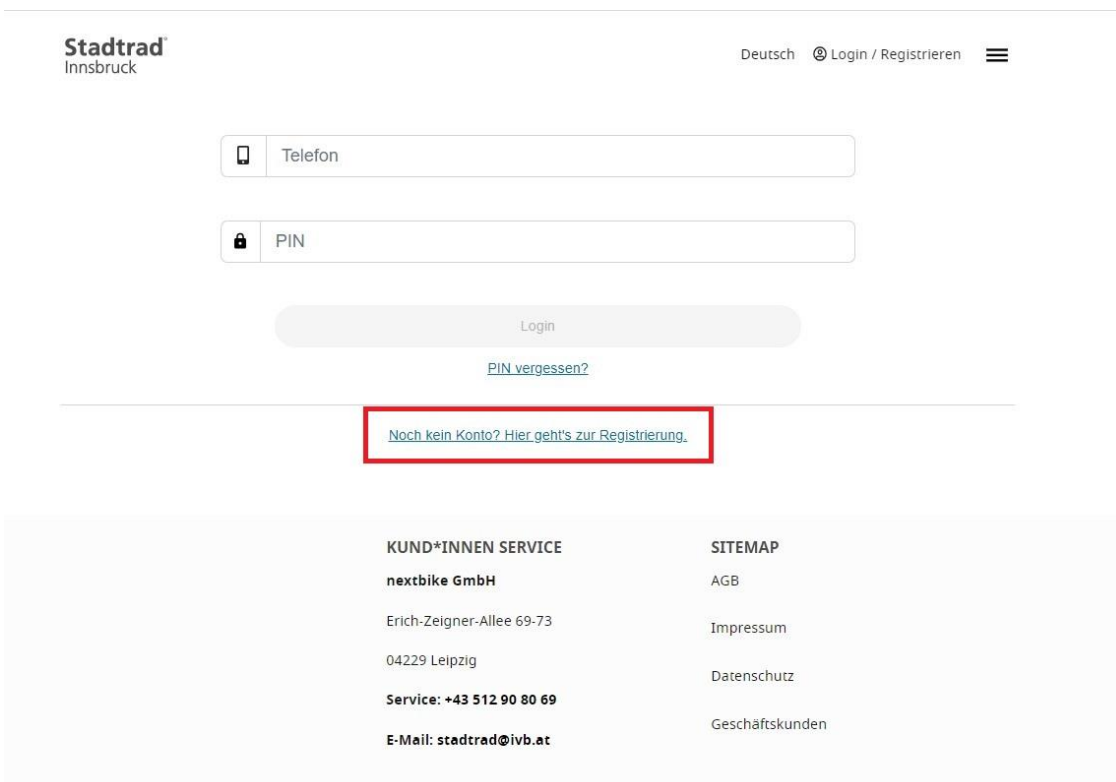 Stadtrad°
Innsbruck
Deutsch Login / Registrieren
Telefon
PIN
Login
PIN vergessen?
Noch kein Konto? Hier geht's zur Registrierung.
KUND*INNEN SERVICE
nextbike GmbH
Erich-Zeigner-Allee 69-73
04229 Leipzig
Service: +43 512 90 80 69
E-Mail: stadtrad@ivb.at
SITEMAP
AGB
Impressum
Datenschutz
Geschäftskunden